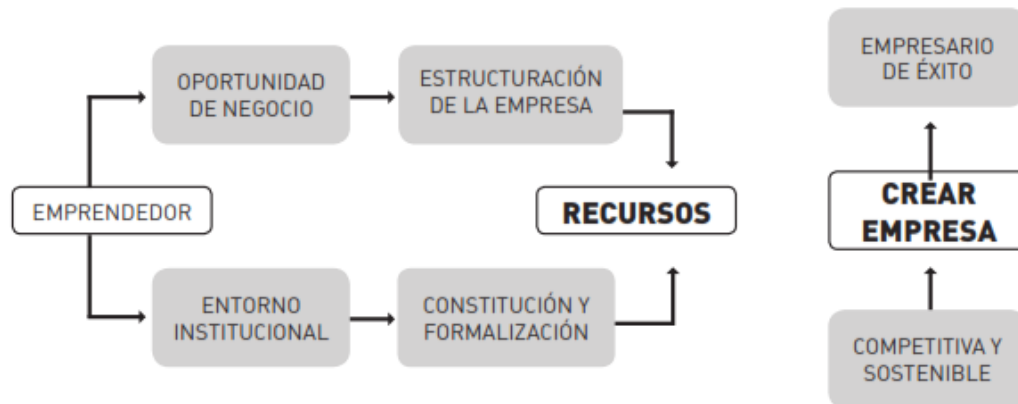 OPORTUNIDAD
DE NEGOCIO
ESTRUCTURACIÓN
DE LA EMPRESA
EMPRESARIO
DE ÉXITO
EMPRENDEDOR
RECURSOS
CREAR
EMPRESA
ENTORNO
INSTITUCIONAL
CONSTITUCIÓN Y
FORMALIZACIÓN
COMPETITIVA Y
SOSTENIBLE